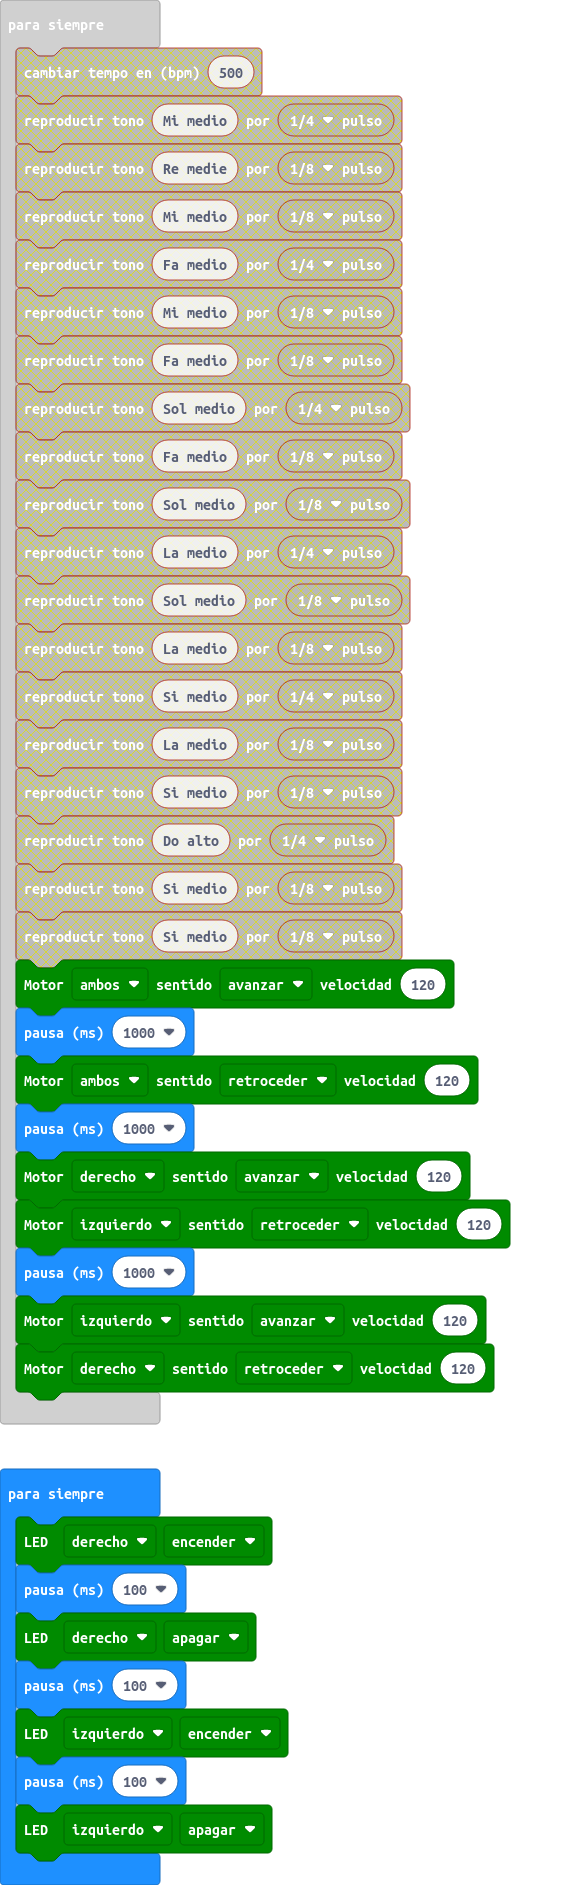 para siempre
cambiar tempo en (bpm) 500
reproducir tono Mi medio por 1/4 pulso
reproducir tono Re medie por 1/8 pulso
reproducir tono Mi medio por 1/8 pulso
reproducir tono Fa medio por 1/4 pulso
reproducir tono Mi medio por 1/8 pulso
reproducir tono Fa medio por 1/8 pulso
reproducir tono Sol medio por 1/4 pulso
reproducir tono Fa medio por 1/8 pulso
reproducir tono Sol medio por 1/8 pulso
reproducir tono La medio por 1/4 pulso
reproducir tono Sol medio por 1/8 pulso
reproducir tono La medio por 1/8 pulso
reproducir tono Si medio por 1/4 pulso
reproducir tono La medio por 1/8 pulso
reproducir tono Si medio por 1/8 pulso
reproducir tono Do alto por 1/4 pulso
reproducir tono Si medio por 1/8 pulso
reproducir tono Si medio por 1/8 pulso
Motor ambos sentido avanzar velocidad 120
pausa (ms) 1000
Motor ambos sentido retroceder velocidad 120
pausa (ms) 1000
Motor derecho sentido avanzar velocidad 120
Motor izquierdo sentido retroceder velocidad 120
pausa (ms) 1000
Motor izquierdo sentido avanzar velocidad 120
Motor derecho sentido retroceder velocidad 120
para siempre
LED derecho encender
pausa (ms) 100
LED derecho apagar
pausa (ms) 100
LED izquierdo encender
pausa (ms) 100
LED izquierdo apagar